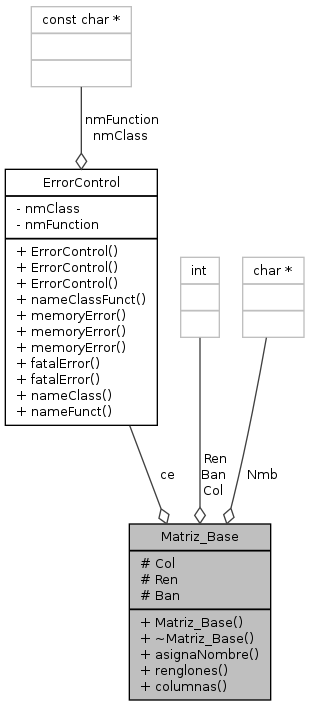 const char *
nmFunction
nmClass
ErrorControl
- nmClass
- nmFunction
+ ErrorControl()
+ ErrorControl()
+ ErrorControl()
+ nameClassFunct()
+ memoryError()
+ memoryError()
+ memoryError()
+ fatalError()
+ fatalError()
+ nameClass()
+ nameFunct()
int
char *
ce
Ren
Ban
Col
Nmb
Matriz_Base
# Col
# Ren
# Ban
+ Matriz_Base()
+ ~Matriz_Base()
+ asignaNombre()
+ renglones()
+ columnas()